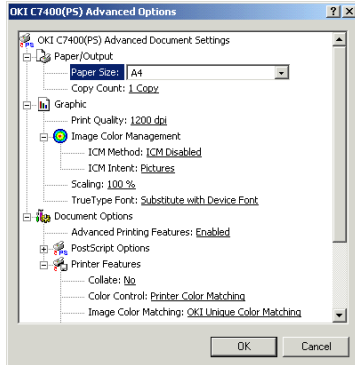 OKI C7400(PS) Advanced Options
OKI C7400(PS) Advanced Document Settings
Paper/Output
Paper Size: A4
Copy Count: 1 Copy
Graphic
Print Quality: 1200 dpi
Image Color Management
ICM Method: ICM Disabled
ICM Intent: Pictures
Scaling: 100 %
TrueType Font: Substitute with Device Font
Document Options
Advanced Printing Features: Enabled
PostScript Options
Printer Features
Collate: No
Color Control: Printer Color Matching
Image Color Matching: OKI Unique Color Matching
OK Cancel